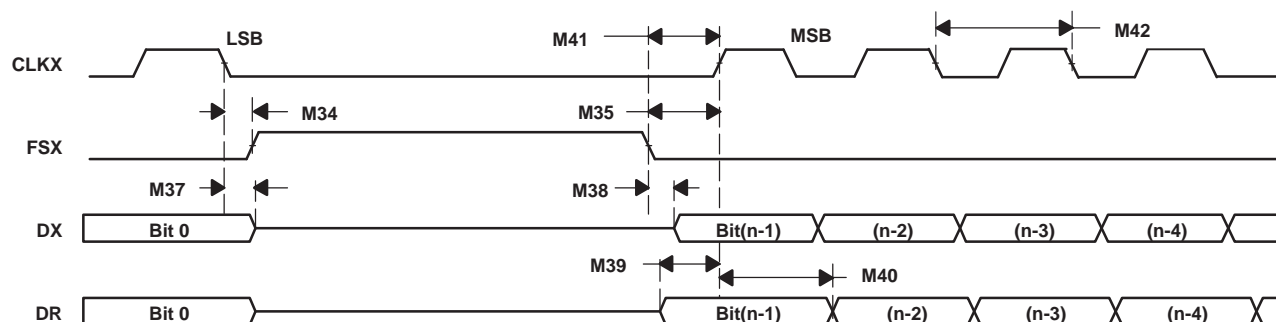 LSB
M41
MSB
M42
CLKX
M34
M35
FSX
M37
M38
DX
Bit 0
Bit(n-1)
(n-2)
(n-3)
(n-4)
M39
M40
DR
Bit 0
Bit(n-1)
(n-2)
(n-3)
(n-4)